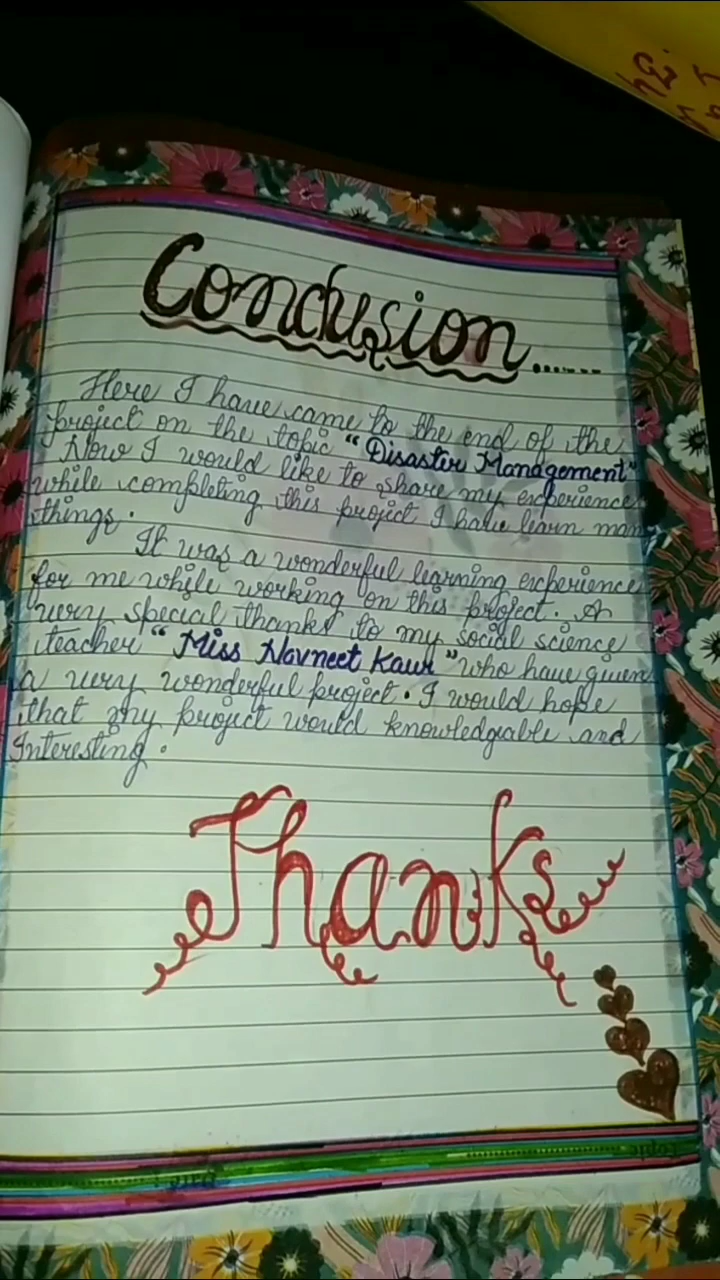 Conclusion......
Here I have came to the end of the
project on the topic "Disaster Management"
Now I would like to share my experience
while completing this project I have learn many
things.
It was a wonderful learning experience
for me while working on this project. A
very special thanks to my social science
teacher "Miss Navneet Kaur" who have given
a very wonderful project. I would hope
that my project would knowledgeable and
Interesting.
Thanks